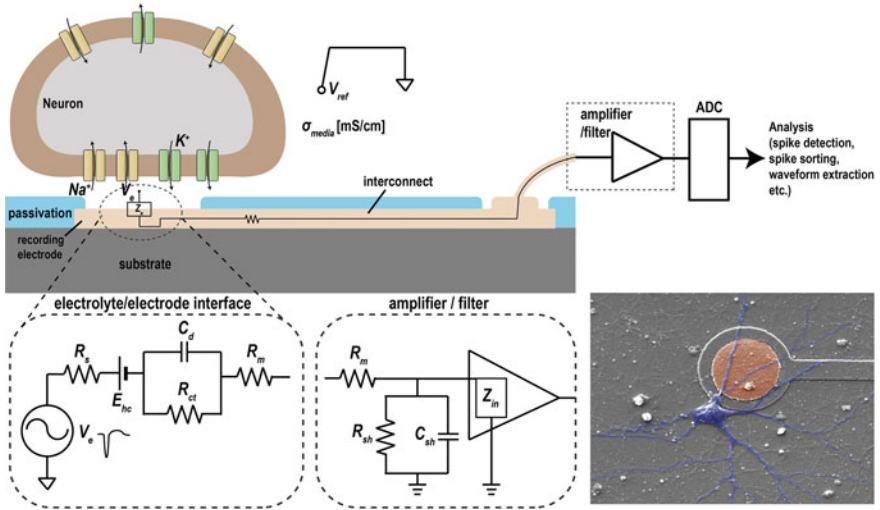 Neuron
V_ref
σ_media [mS/cm]
amplifier
/filter
ADC
Analysis
(spike detection,
spike sorting,
waveform extraction
etc.)
K⁺
Na⁺
V_e
Z_e
interconnect
passivation
recording
electrode
substrate
electrolyte/electrode interface
amplifier / filter
C_d
R_s
R_m
E_hc
R_ct
V_e
R_m
Z_in
R_sh
C_sh